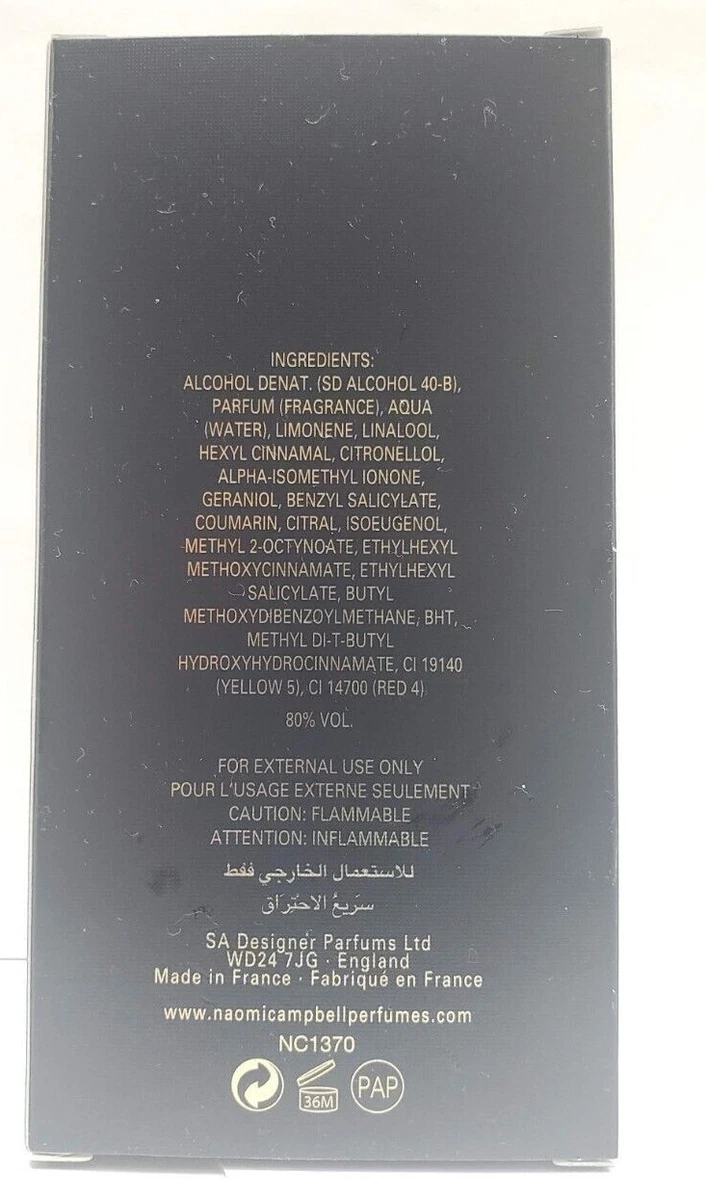 INGREDIENTS:
ALCOHOL DENAT. (SD ALCOHOL 40-B),
PARFUM (FRAGRANCE), AQUA
(WATER), LIMONENE, LINALOOL,
HEXYL CINNAMAL, CITRONELLOL,
ALPHA-ISOMETHYL IONONE,
GERANIOL, BENZYL SALICYLATE,
COUMARIN, CITRAL, ISOEUGENOL,
METHYL 2-OCTYNOATE, ETHYLHEXYL
METHOXYCINNAMATE, ETHYLHEXYL
SALICYLATE, BUTYL
METHOXYDIBENZOYLMETHANE, BHT,
METHYL DI-T-BUTYL
HYDROXYHYDROCINNAMATE, CI 19140
(YELLOW 5), CI 14700 (RED 4)
80% VOL.
FOR EXTERNAL USE ONLY
POUR L'USAGE EXTERNE SEULEMENT
CAUTION: FLAMMABLE
ATTENTION: INFLAMMABLE
للاستعمال الخارجي فقط
سَريعُ الاحتِرَاق
SA Designer Parfums Ltd
WD24 7JG · England
Made in France · Fabriqué en France
www.naomicampbellperfumes.com
NC1370
36M PAP